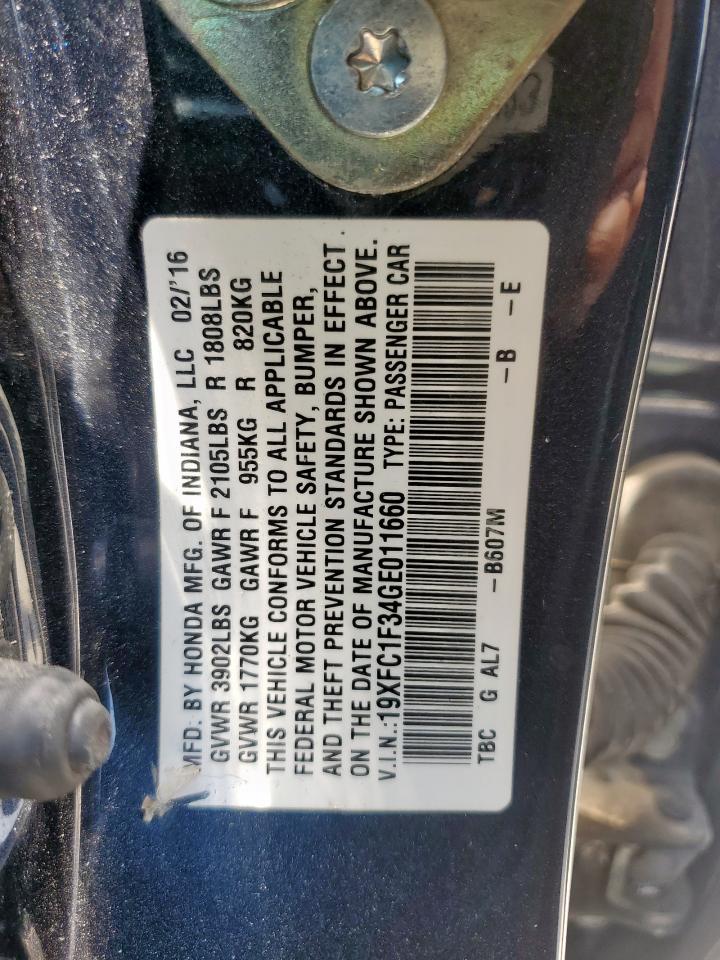 MFD. BY HONDA MFG. OF INDIANA, LLC 02/'16
GVWR 3902LBS GAWR F 2105LBS R 1808LBS
GVWR 1770KG GAWR F 955KG R 820KG
THIS VEHICLE CONFORMS TO ALL APPLICABLE
FEDERAL MOTOR VEHICLE SAFETY, BUMPER,
AND THEFT PREVENTION STANDARDS IN EFFECT
ON THE DATE OF MANUFACTURE SHOWN ABOVE.
V.I.N.:19XFC1F34GE011660 TYPE: PASSENGER CAR
TBC G AL7 -B607M -B -E